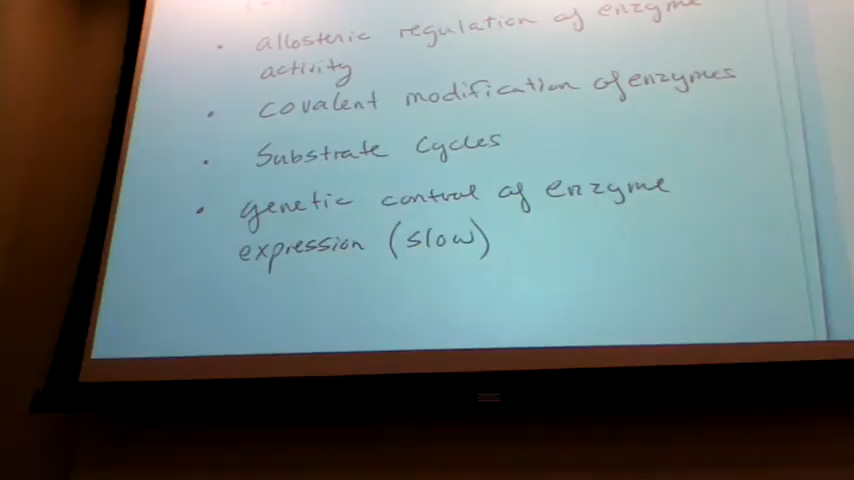 • allosteric regulation of enzyme
activity
• covalent modification of enzymes
• Substrate Cycles
• genetic control of enzyme
expression (slow)